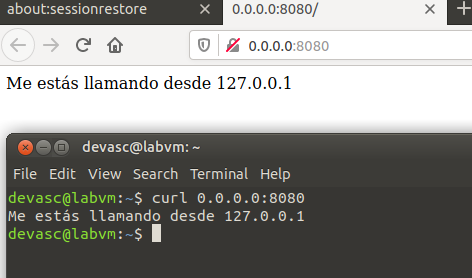 about:sessionrestore
0.0.0.0:8080/
0.0.0.0:8080
Me estás llamando desde 127.0.0.1
devasc@labvm: ~
File Edit View Search Terminal Help
devasc@labvm:~$ curl 0.0.0.0:8080
Me estás llamando desde 127.0.0.1
devasc@labvm:~$